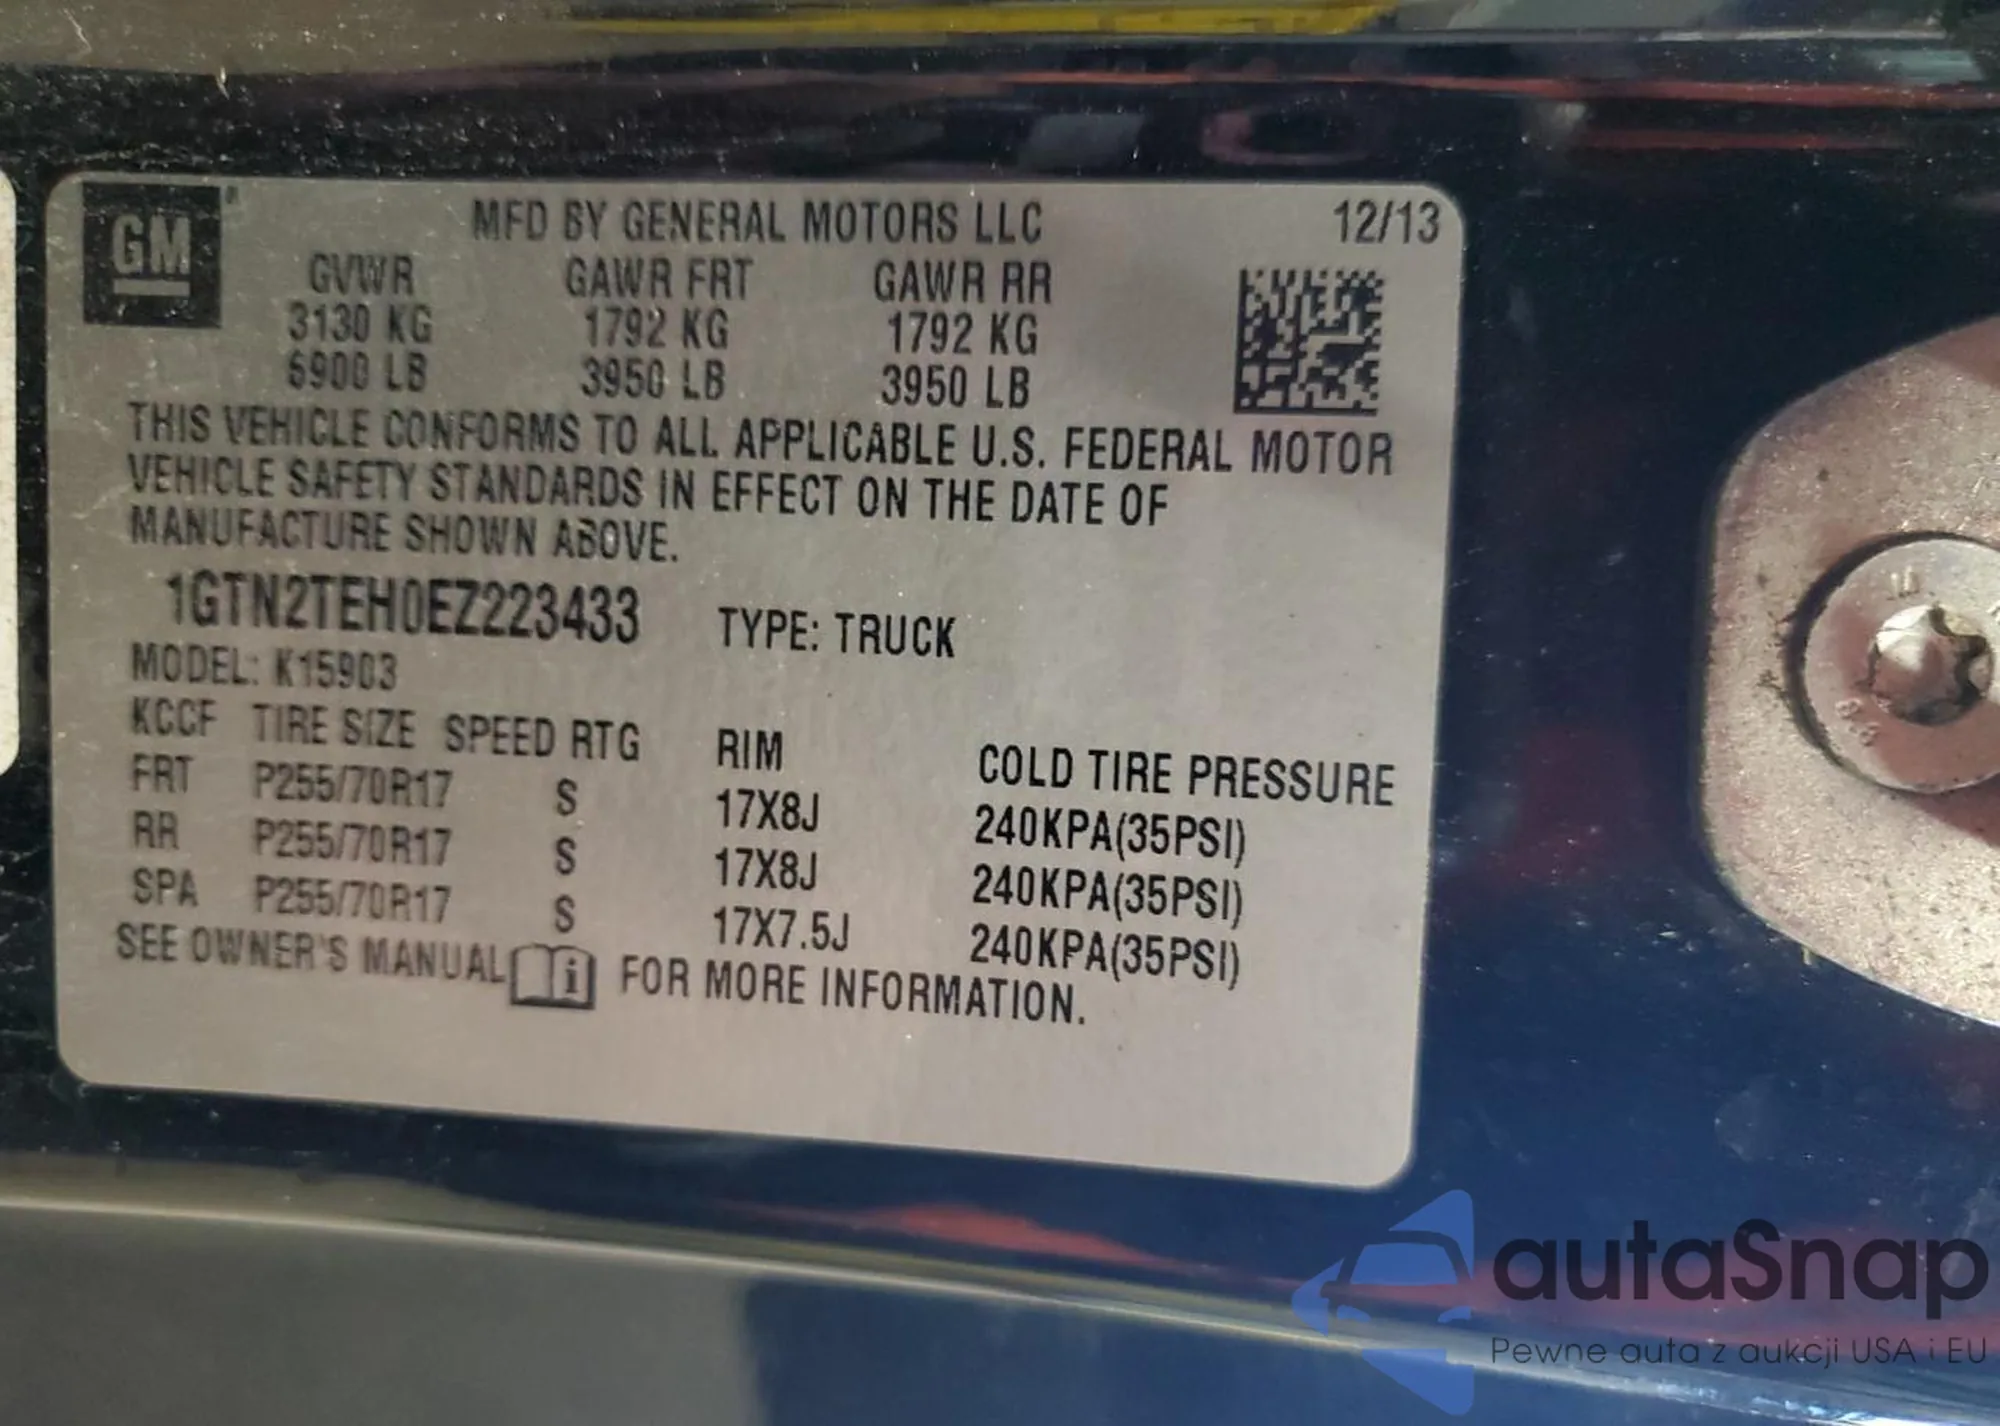 GM
MFD BY GENERAL MOTORS LLC 12/13
GVWR GAWR FRT GAWR RR
3130 KG 1792 KG 1792 KG
6900 LB 3950 LB 3950 LB
THIS VEHICLE CONFORMS TO ALL APPLICABLE U.S. FEDERAL MOTOR
VEHICLE SAFETY STANDARDS IN EFFECT ON THE DATE OF
MANUFACTURE SHOWN ABOVE.
1GTN2TEH0EZ223433 TYPE: TRUCK
MODEL: K15903
KCCF TIRE SIZE SPEED RTG RIM COLD TIRE PRESSURE
FRT P255/70R17 S 17X8J 240KPA(35PSI)
RR P255/70R17 S 17X8J 240KPA(35PSI)
SPA P255/70R17 S 17X7.5J 240KPA(35PSI)
SEE OWNER'S MANUAL i FOR MORE INFORMATION.
autaSnap
Pewne auta z aukcji USA i EU